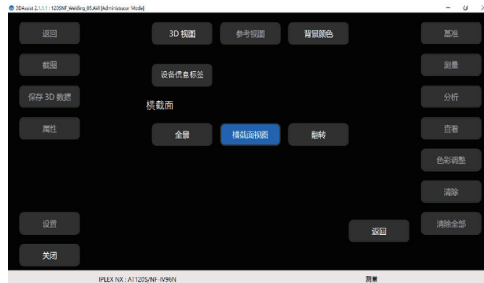 3DAssist 2.1.1.1 : 120SNF_Welding_05.AVI [Administrator Mode]
返回
3D 视图
参考视图
背景颜色
基准
截图
设备信息标签
测量
保存 3D 数据
横截面
分析
属性
全景
横截面视图
翻转
查看
色彩调整
清除
设置
返回
清除全部
关闭
IPLEX NX : AT120S/NF-IV96N
测量